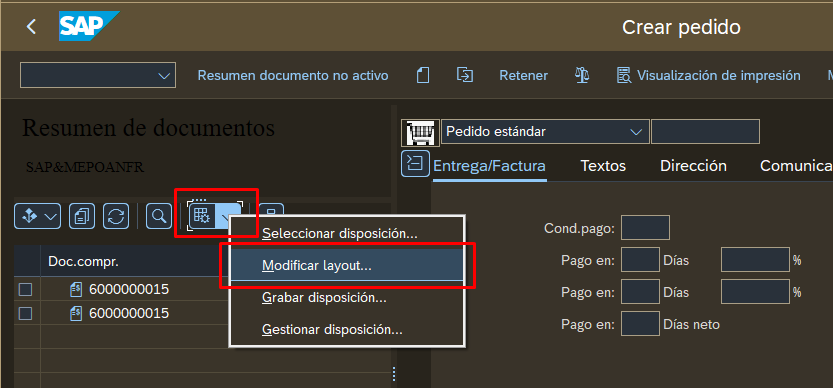 SAP
Crear pedido
Resumen documento no activo
Retener
Visualización de impresión
Resumen de documentos
SAP&MEPOANFR
Pedido estándar
Entrega/Factura
Textos
Dirección
Comunica
Seleccionar disposición...
Modificar layout...
Grabar disposición...
Gestionar disposición...
Doc.compr.
6000000015
6000000015
Cond.pago:
Pago en:
Días
%
Pago en:
Días
%
Pago en:
Días neto